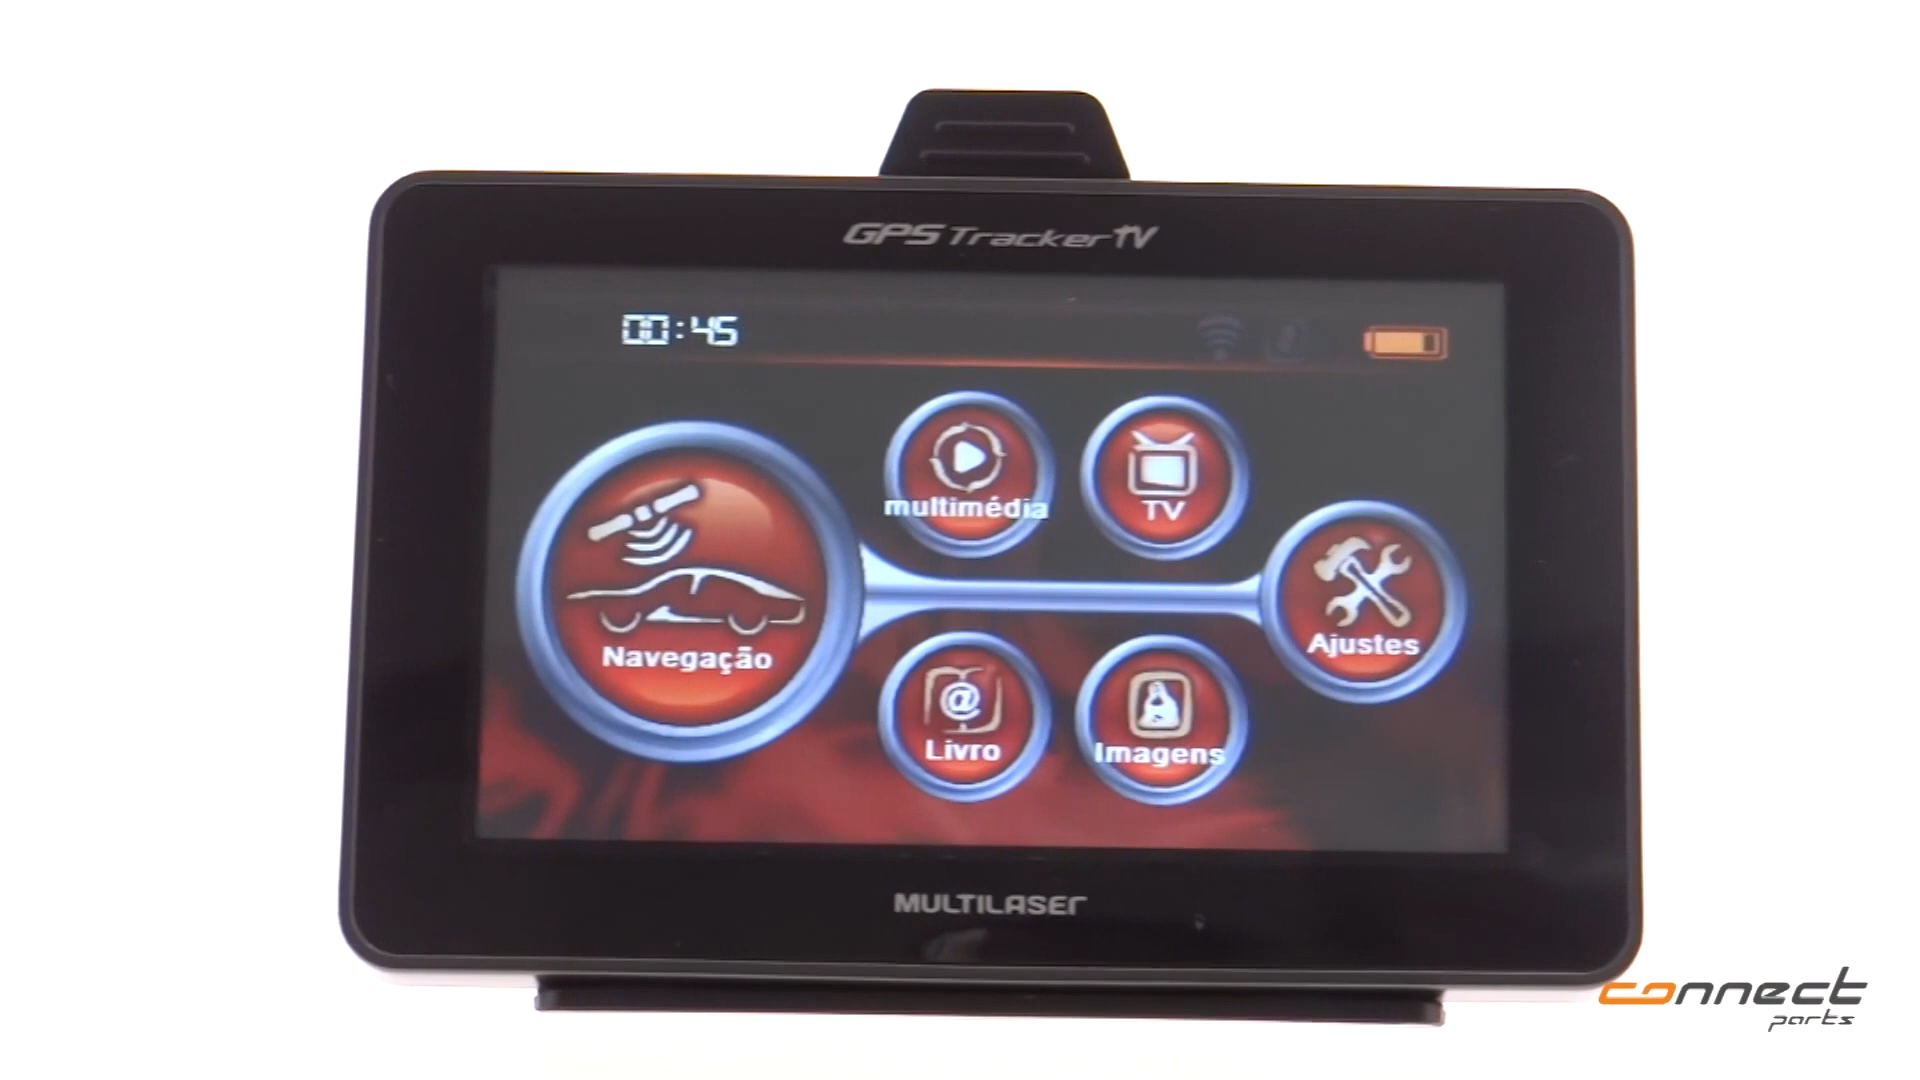 GPS Tracker TV
00:45
multimédia
TV
Navegação
Ajustes
Livro
Imagens
MULTILASER
connect
parts